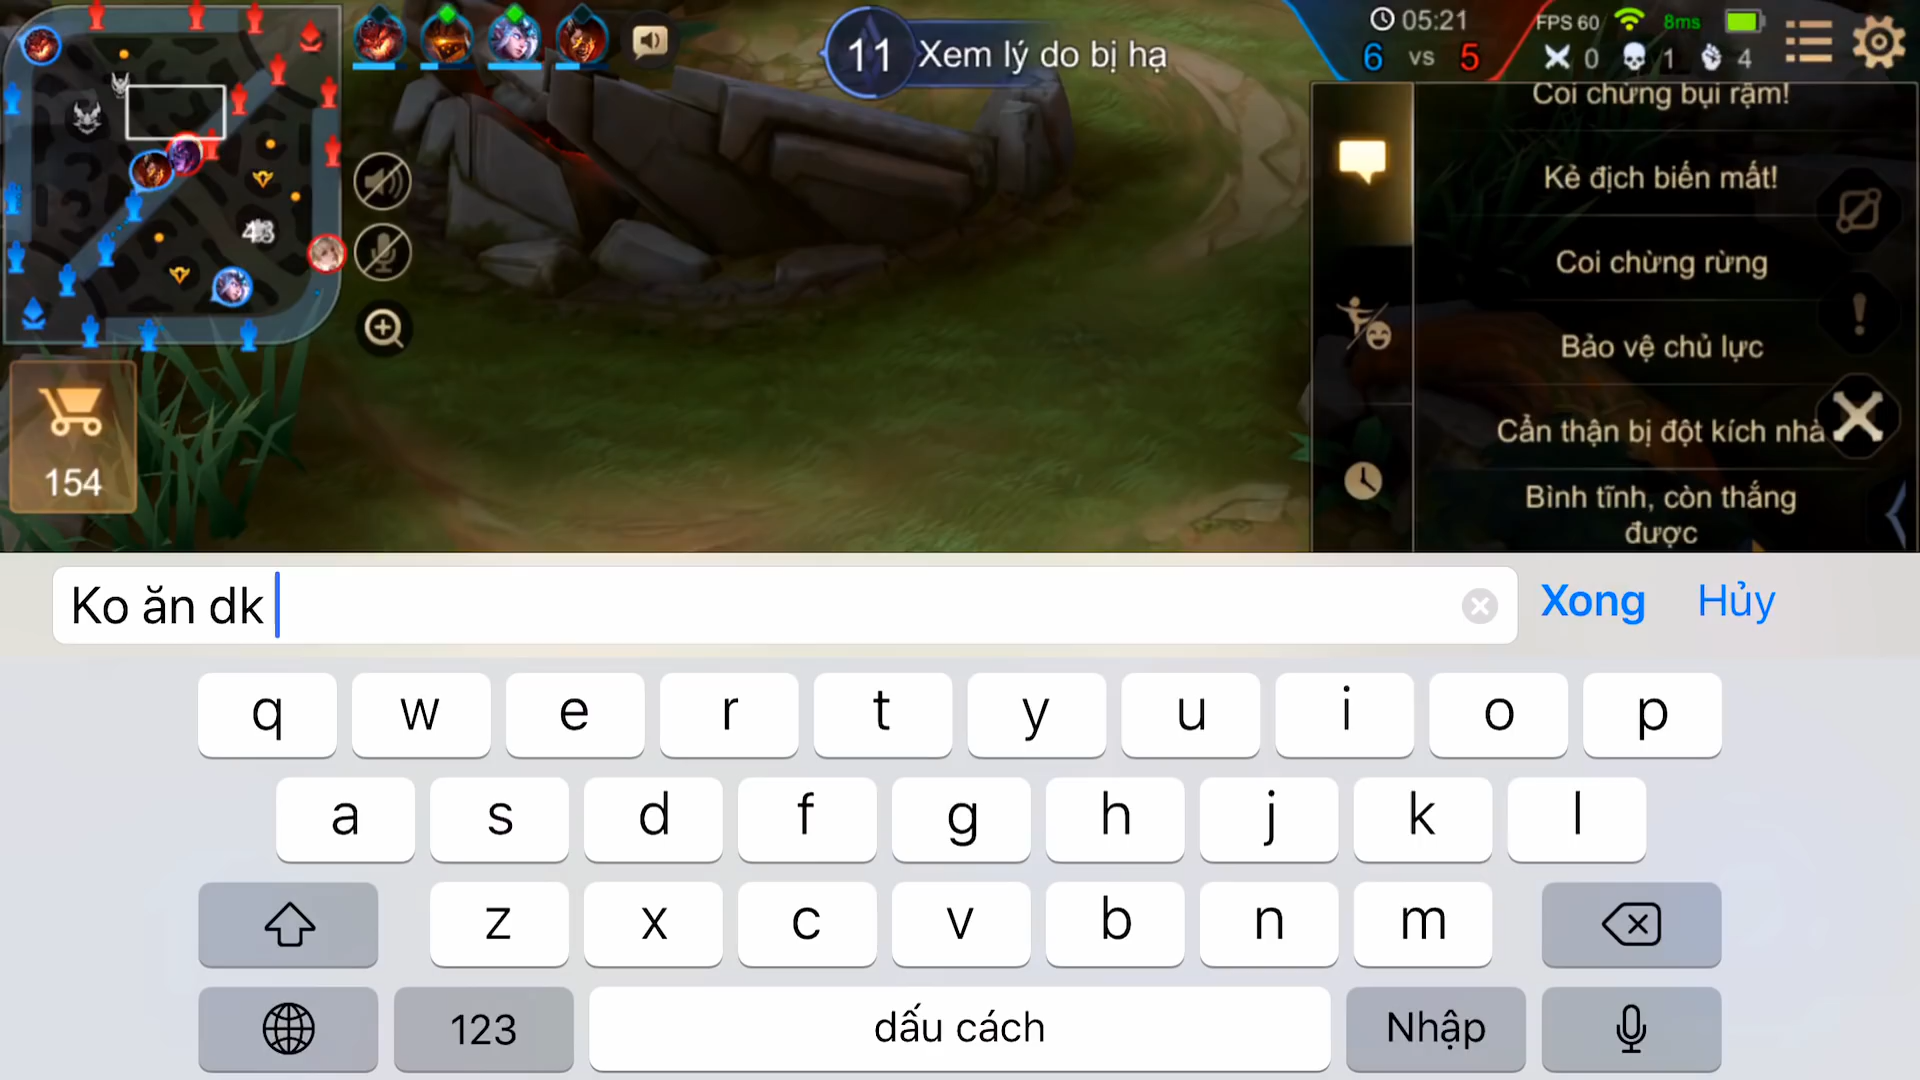 11 Xem lý do bị hạ
05:21
6 vs 5
FPS 60 8ms
0 1 4
Coi chừng bụi rậm!
Kẻ địch biến mất!
Coi chừng rừng
Bảo vệ chủ lực
Cẩn thận bị đột kích nhà
Bình tĩnh, còn thắng
được
154
Ko ăn dk
Xong Hủy
q w e r t y u i o p
a s d f g h j k l
z x c v b n m
123 dấu cách Nhập